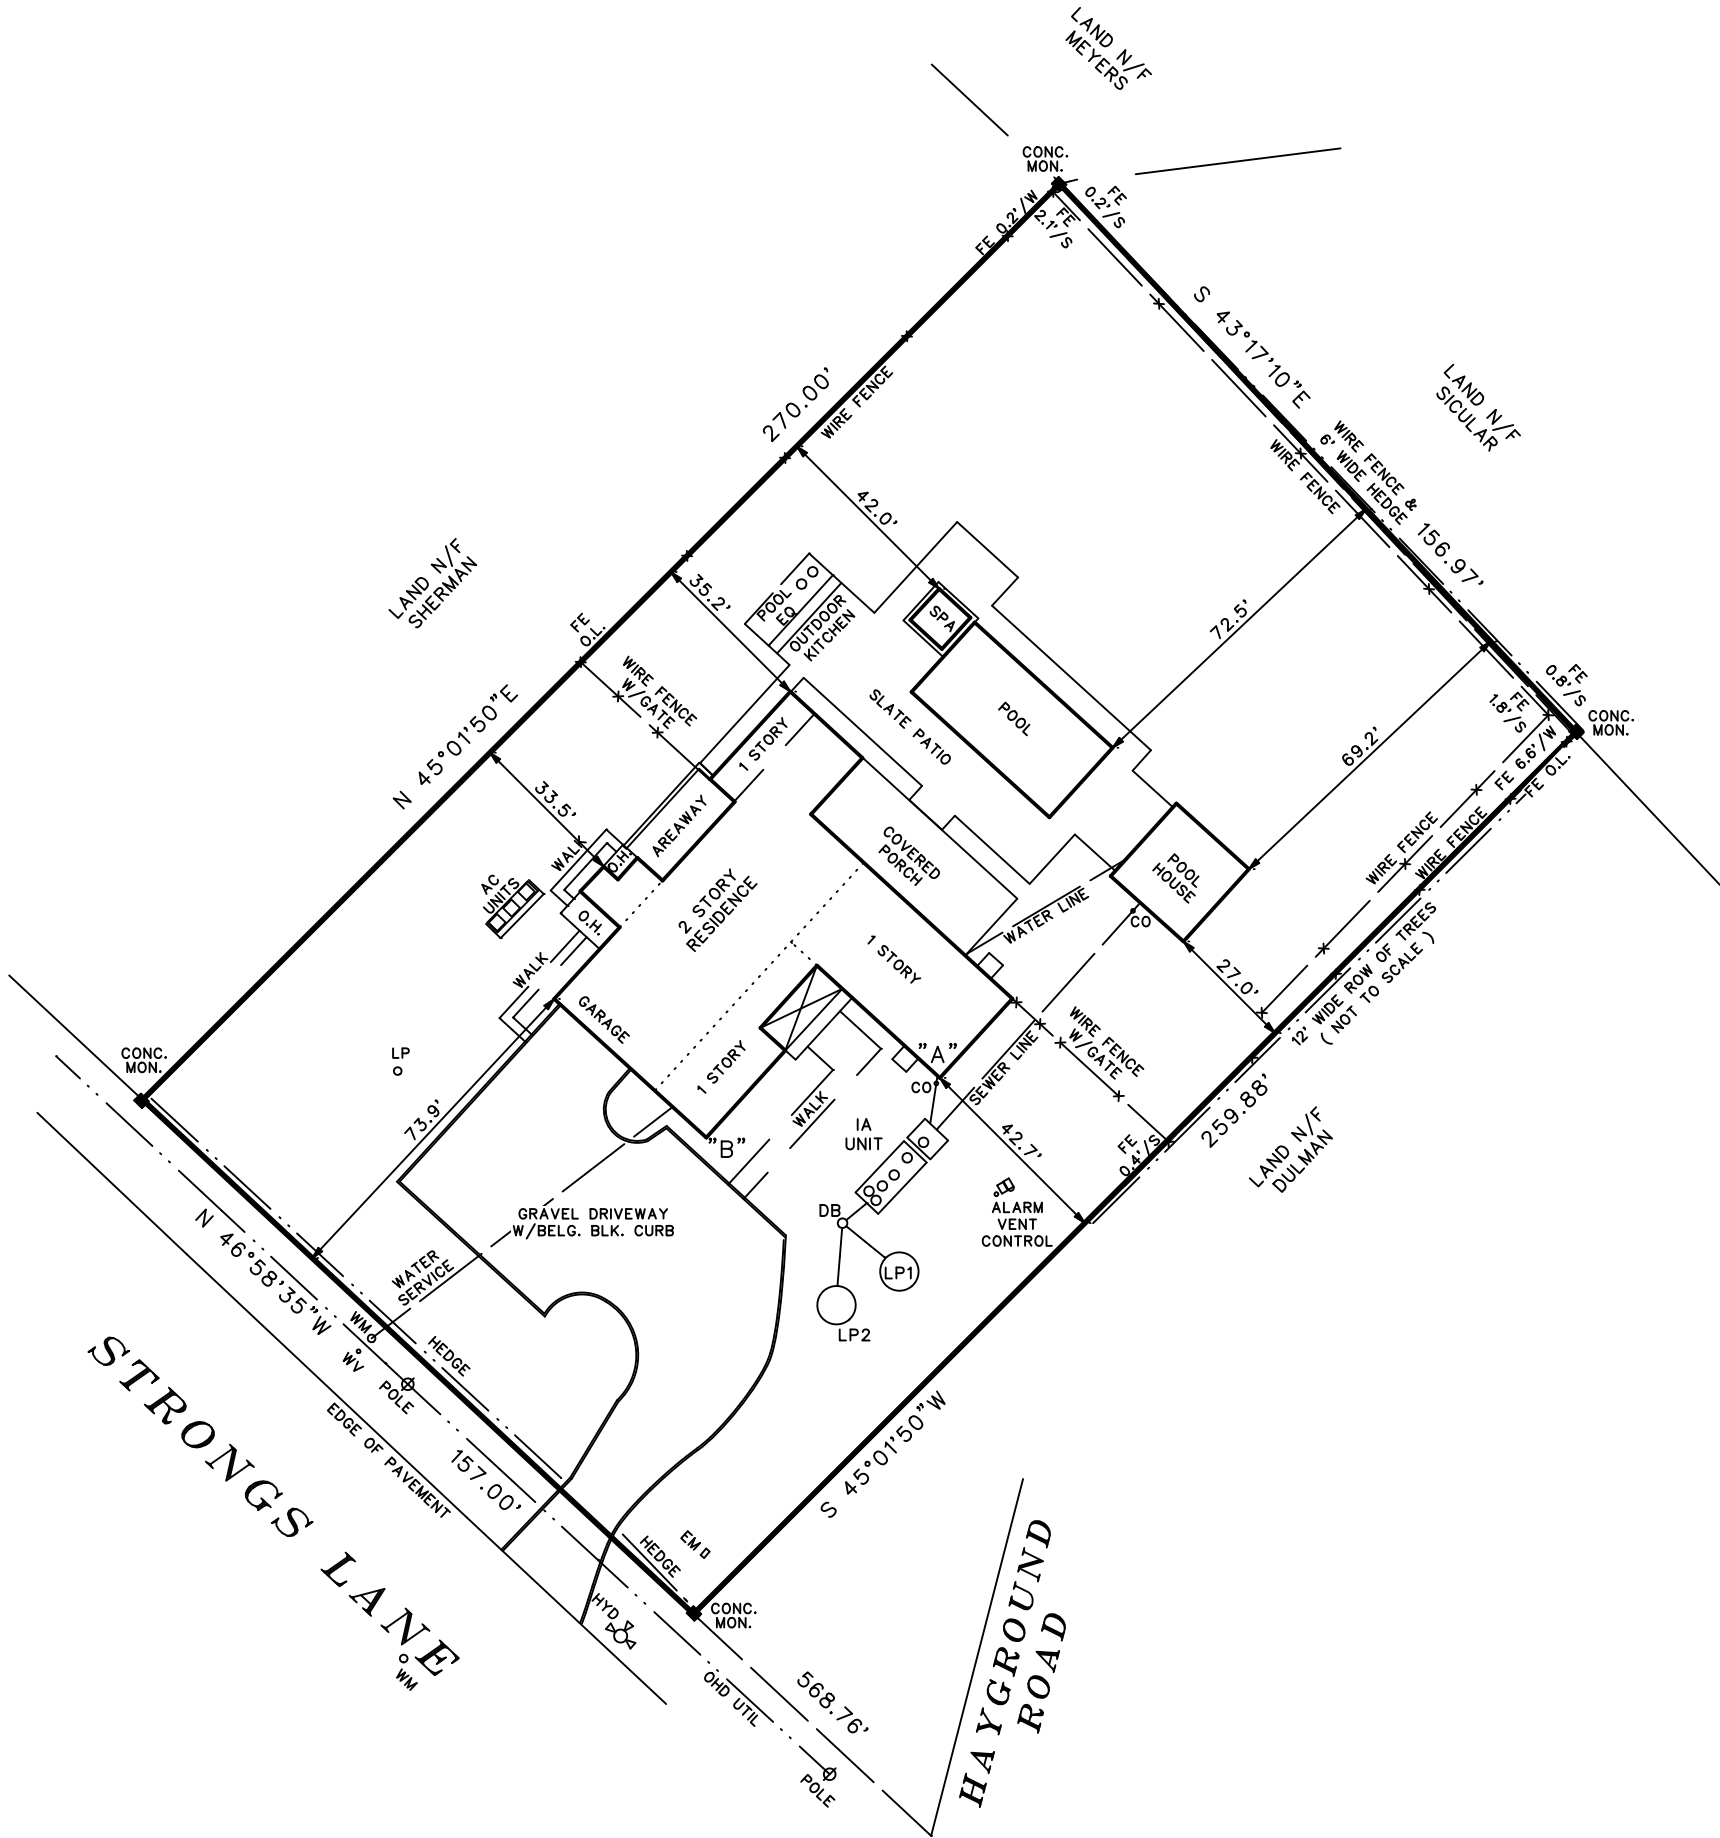 LAND N/F
MEYERS
CONC.
MON.
FE
0.2'/S
FE 0.2'/W
FE
2.1'/S
S 43°17'10"E
WIRE FENCE &
6' WIDE HEDGE
WIRE FENCE
156.97'
LAND N/F
SICULAR
270.00'
WIRE FENCE
42.0'
35.2'
72.5'
69.2'
LAND N/F
SHERMAN
FE
O.L.
WIRE FENCE
W/GATE
POOL
EQ
OUTDOOR
KITCHEN
SPA
POOL
SLATE PATIO
FE
0.8'/S
FE
1.8'/S
CONC.
MON.
FE 6.6'/W
FE O.L.
WIRE FENCE
WIRE FENCE
N 45°01'50"E
33.5'
1 STORY
AREAWAY
O.H.
WALK
AC
UNITS
O.H.
2 STORY
RESIDENCE
COVERED
PORCH
POOL
HOUSE
WATER LINE
CO
1 STORY
WALK
GARAGE
1 STORY
27.0'
12' WIDE ROW OF TREES
( NOT TO SCALE )
WIRE FENCE
W/GATE
SEWER LINE
"A"
CO
CONC.
MON.
LP
73.9'
WALK
"B"
IA
UNIT
42.7'
FE
0.4'/S
259.88'
LAND N/F
DULMAN
DB
LP1
LP2
ALARM
VENT
CONTROL
GRAVEL DRIVEWAY
W/BELG. BLK. CURB
N 46°58'35"W
WATER
SERVICE
WM
WV
POLE
HEDGE
EDGE OF PAVEMENT
157.00'
STRONGS LANE
WM
S 45°01'50"W
EM
HEDGE
HYD
CONC.
MON.
OHD UTIL
568.76'
POLE
HAYGROUND
ROAD